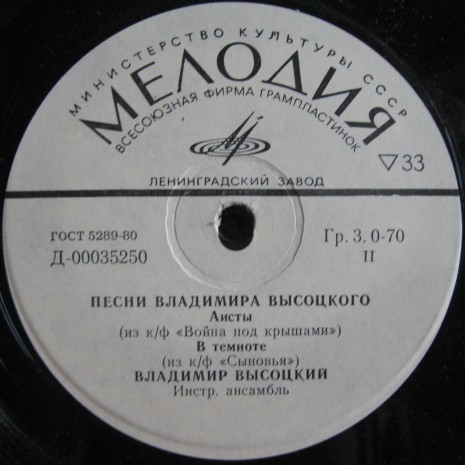 МИНИСТЕРСТВО КУЛЬТУРЫ СССР
МЕЛОДИЯ
ВСЕСОЮЗНАЯ ФИРМА ГРАМПЛАСТИНОК
▽33
ЛЕНИНГРАДСКИЙ ЗАВОД
ГОСТ 5289-80 Гр. 3. 0-70
Д-00035250 II
ПЕСНИ ВЛАДИМИРА ВЫСОЦКОГО
Аисты
(из к/ф «Война под крышами»)
В темноте
(из к/ф «Сыновья»)
ВЛАДИМИР ВЫСОЦКИЙ
Инстр. ансамбль